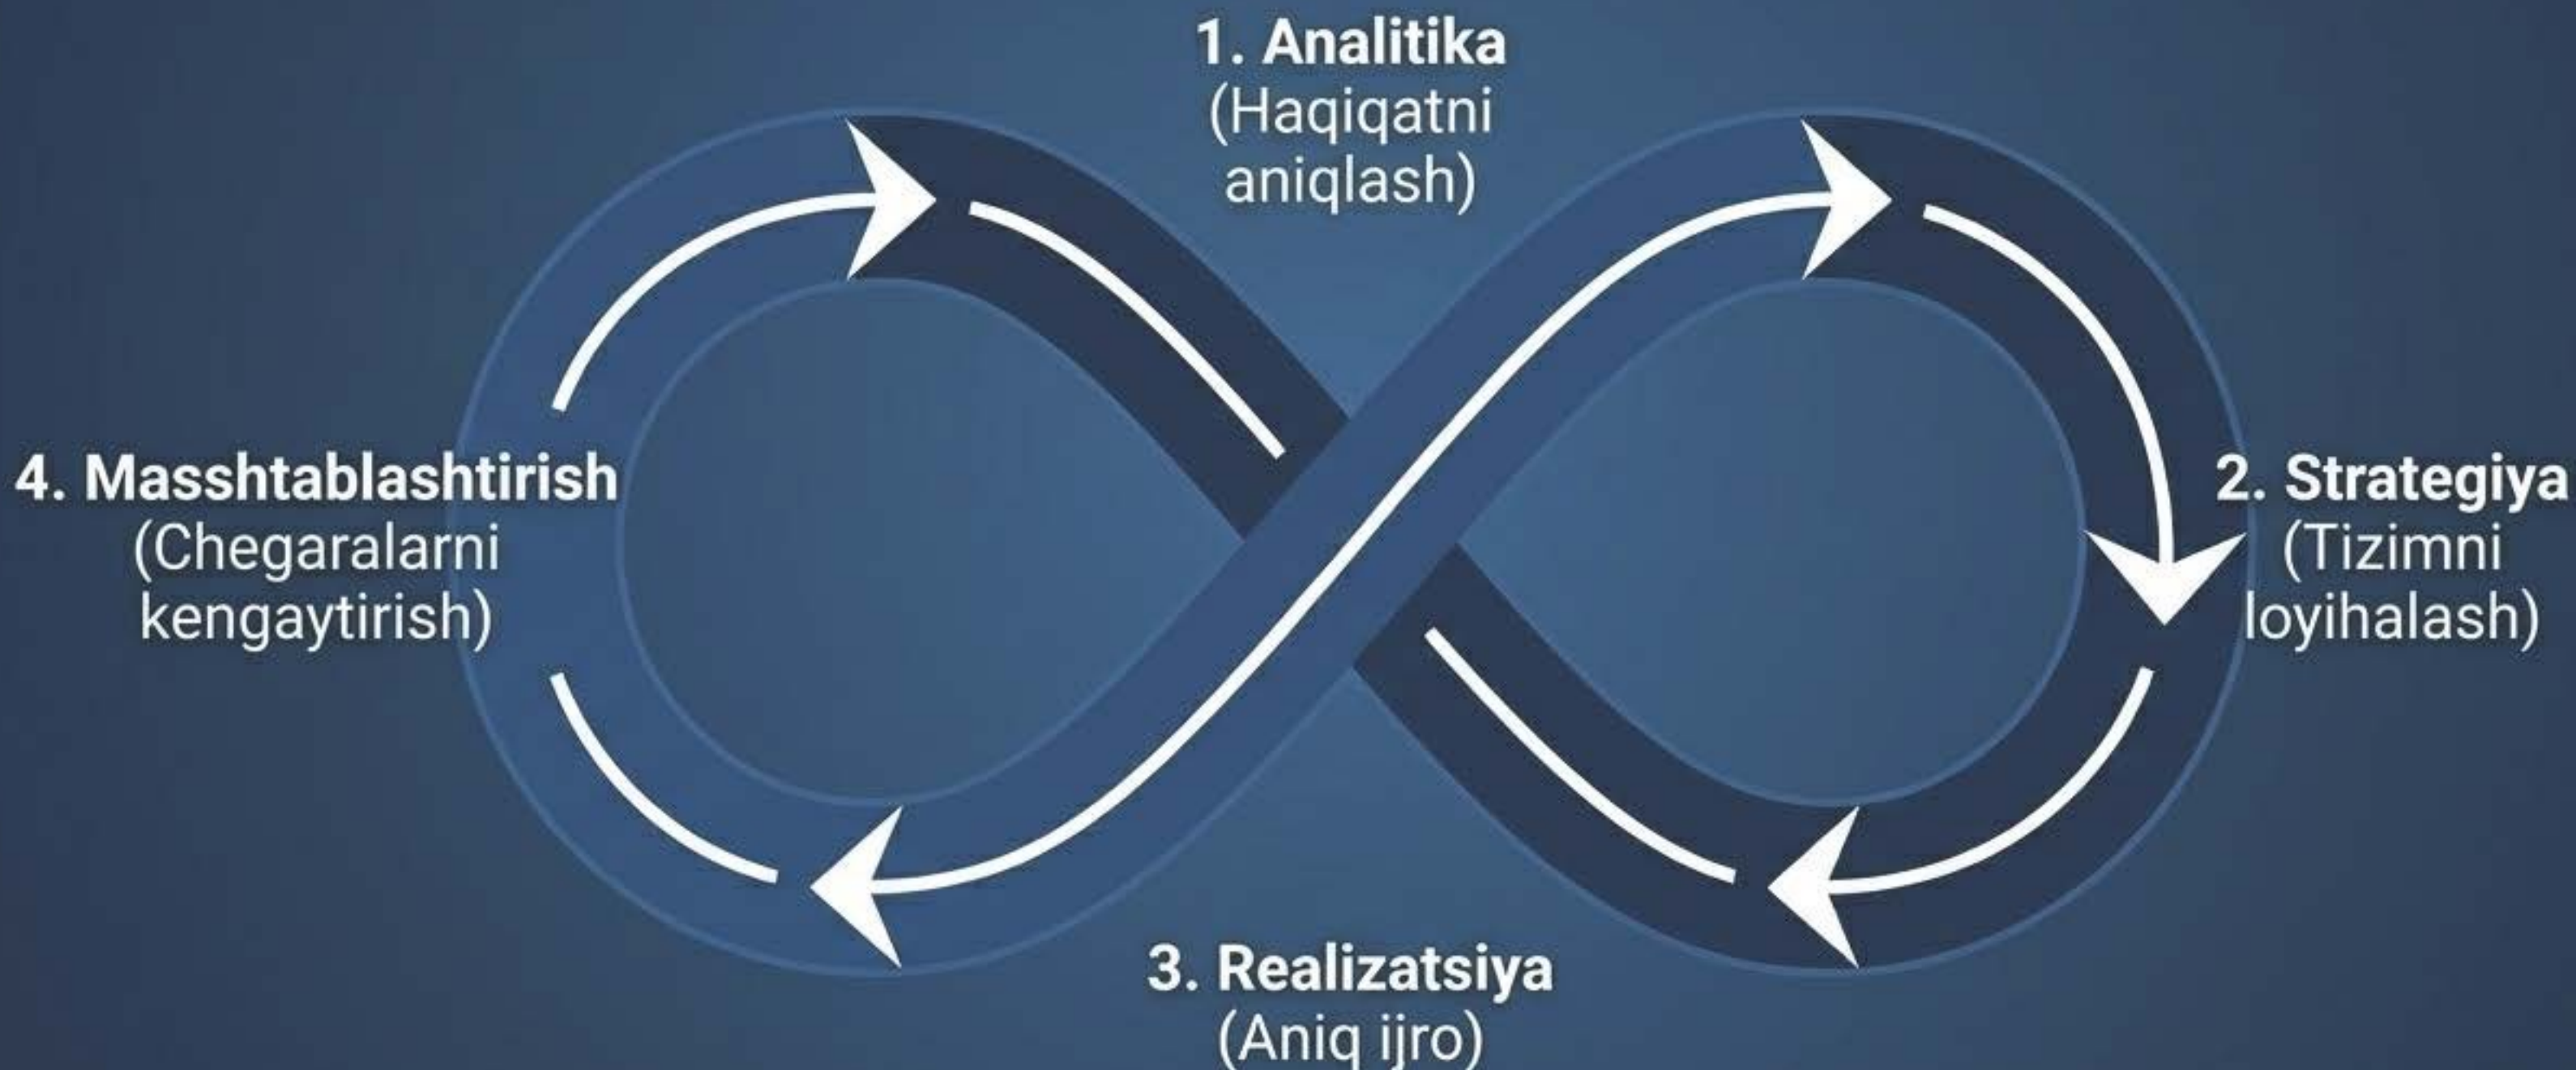 1. Analitika
(Haqiqatni
aniqlash)
2. Strategiya
(Tizimni
loyihalash)
3. Realizatsiya
(Aniq ijro)
4. Masshtablashtirish
(Chegaralarni
kengaytirish)